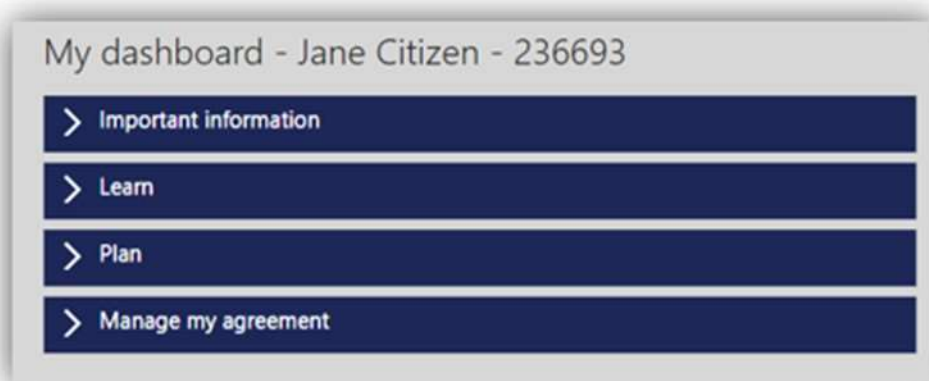 My dashboard - Jane Citizen - 236693
Important information
Learn
Plan
Manage my agreement